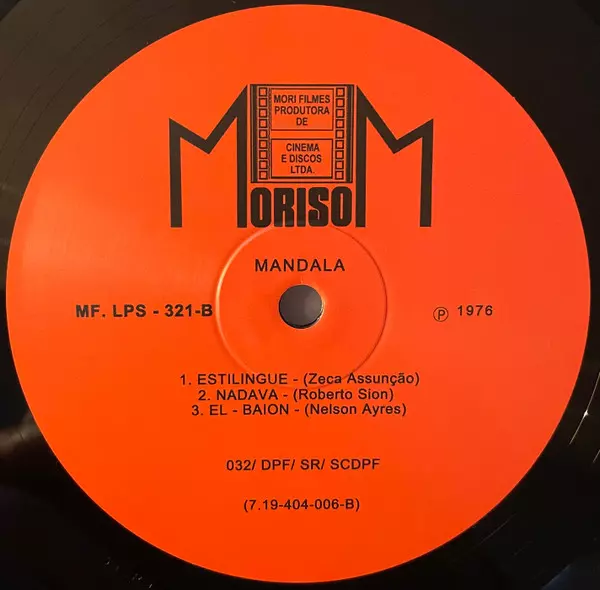 MORI FILMES
PRODUTORA
DE
CINEMA
E DISCOS
LTDA.
MORISOM
MANDALA
MF. LPS - 321-B
℗ 1976
1. ESTILINGUE - (Zeca Assunção)
2. NADAVA - (Roberto Sion)
3. EL - BAION - (Nelson Ayres)
032/ DPF/ SR/ SCDPF
(7.19-404-006-B)